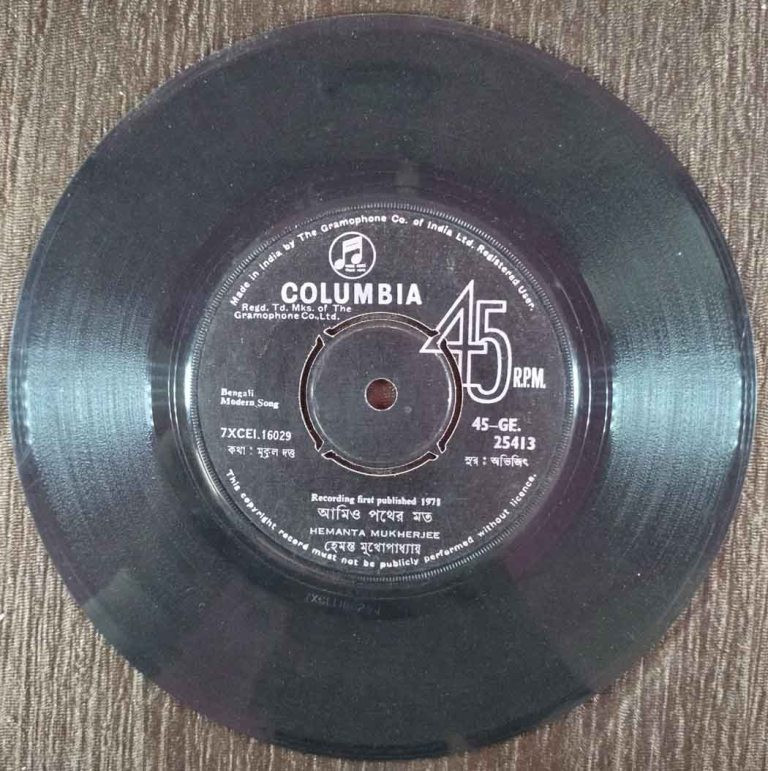 Made in India by The Gramophone Co. of India Ltd. Registered User.
COLUMBIA
Regd. Td. Mks. of The
Gramophone Co., Ltd.
45 R.P.M.
Bengali
Modern Song
7XCEI.16029
কথা : মুকুল দত্ত
45-GE.
25413
সুর : অভিজিৎ
Recording first published 1971
আমিও পথের মত
HEMANTA MUKHERJEE
হেমন্ত মুখোপাধ্যায়
This copyright record must not be publicly performed without licence.